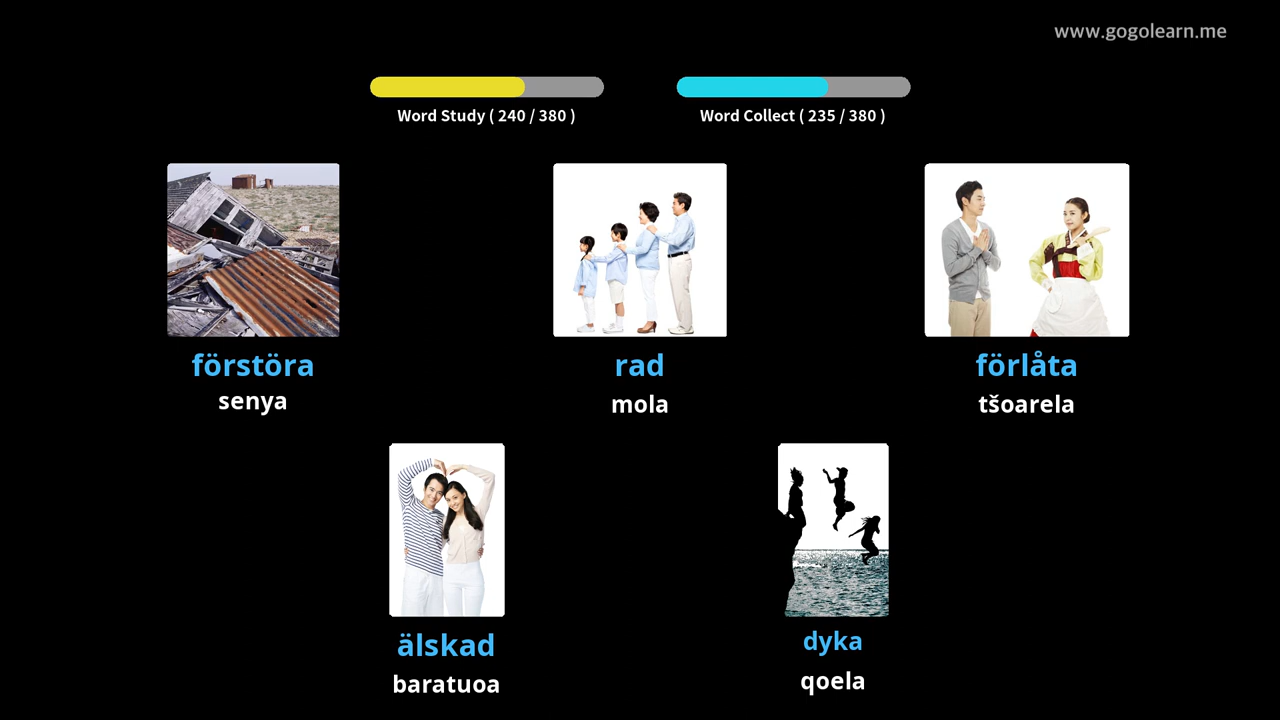 www.gogolearn.me
Word Study ( 240 / 380 )
Word Collect ( 235 / 380 )
förstöra
senya
rad
mola
förlåta
tšoarela
älskad
baratuoa
dyka
qoela